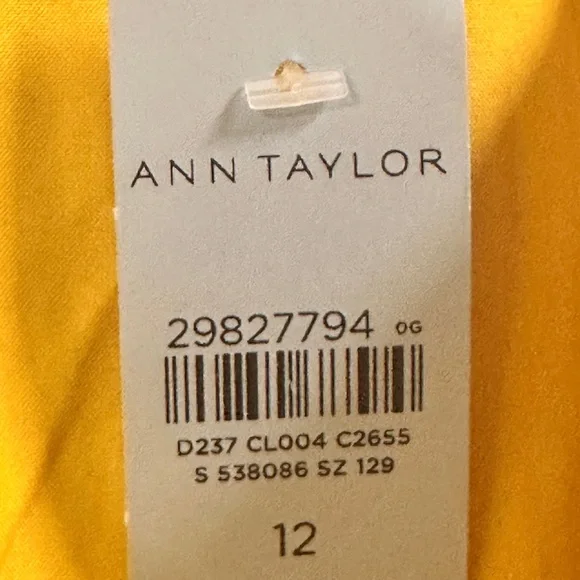 ANN TAYLOR
29827794 OG
D237 CL004 C2655
S 538086 SZ 129
12